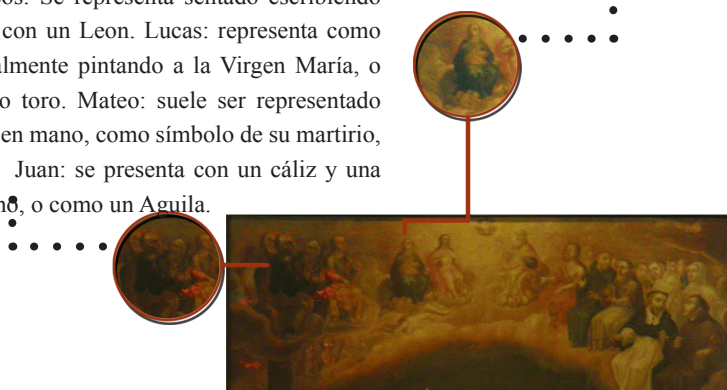 Se representa sentado escribiendo
con un Leon. Lucas: representa como
almente pintando a la Virgen María, o
o toro. Mateo: suele ser representado
en mano, como símbolo de su martirio,
Juan: se presenta con un cáliz y una
no, o como un Aguila.